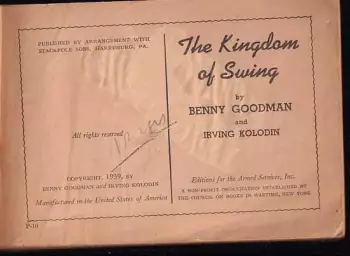 PUBLISHED BY ARRANGEMENT WITH
STACKPOLE SONS, HARRISBURG, PA.
All rights reserved
COPYRIGHT, 1939, BY
BENNY GOODMAN and IRVING KOLODIN
Manufactured in the United States of America
P-10
The Kingdom
of Swing
by
BENNY GOODMAN
and
IRVING KOLODIN
Editions for the Armed Services, Inc.
A NON-PROFIT ORGANIZATION ESTABLISHED BY
THE COUNCIL ON BOOKS IN WARTIME, NEW YORK